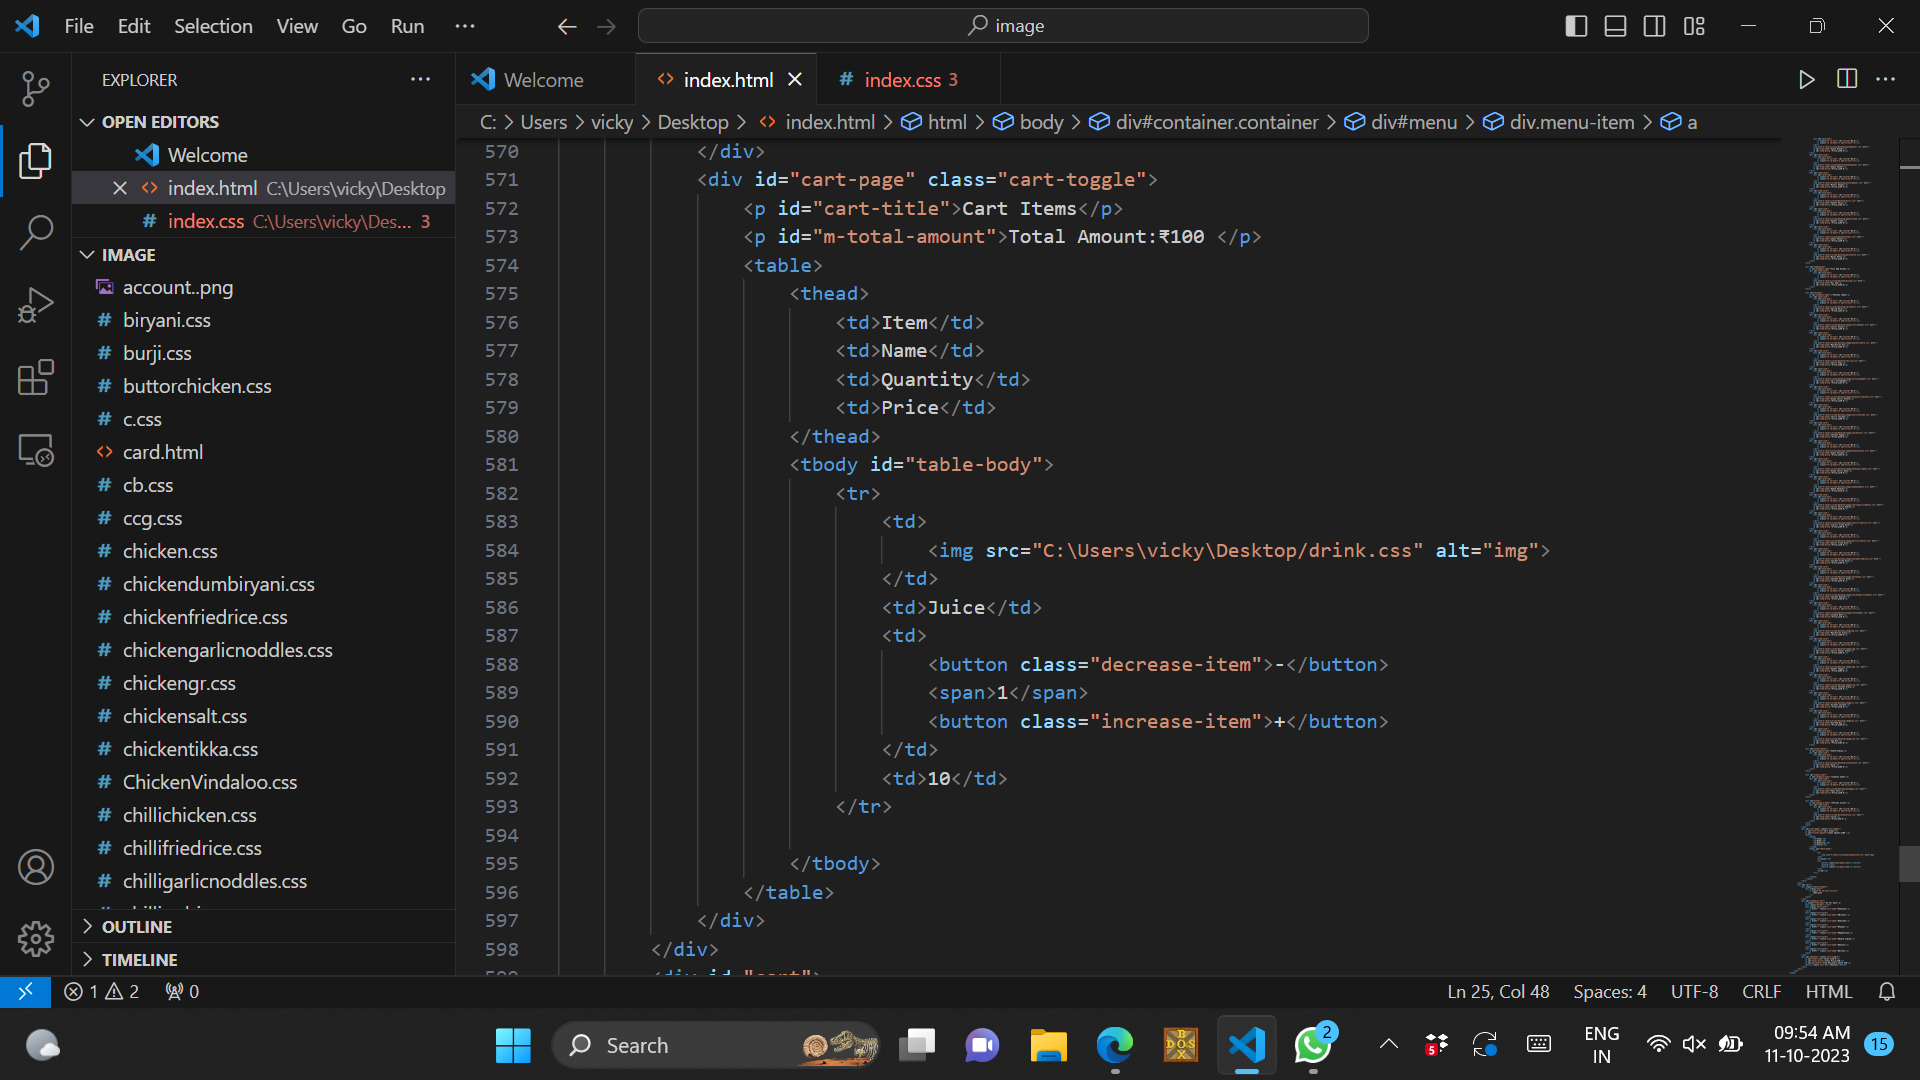 File Edit Selection View Go Run ···
image
EXPLORER ···
OPEN EDITORS
Welcome
index.html C:\Users\vicky\Desktop
# index.css C:\Users\vicky\Des... 3
IMAGE
account..png
# biryani.css
# burji.css
# buttorchicken.css
# c.css
<> card.html
# cb.css
# ccg.css
# chicken.css
# chickendumbiryani.css
# chickenfriedrice.css
# chickengarlicnoddles.css
# chickengr.css
# chickensalt.css
# chickentikka.css
# ChickenVindaloo.css
# chillichicken.css
# chillifriedrice.css
# chilligarlicnoddles.css
OUTLINE
TIMELINE
Welcome <> index.html # index.css 3
C: > Users > vicky > Desktop > <> index.html > html > body > div#container.container > div#menu > div.menu-item > a
570 </div>
571 <div id="cart-page" class="cart-toggle">
572 <p id="cart-title">Cart Items</p>
573 <p id="m-total-amount">Total Amount:₹100 </p>
574 <table>
575 <thead>
576 <td>Item</td>
577 <td>Name</td>
578 <td>Quantity</td>
579 <td>Price</td>
580 </thead>
581 <tbody id="table-body">
582 <tr>
583 <td>
584 <img src="C:\Users\vicky\Desktop/drink.css" alt="img">
585 </td>
586 <td>Juice</td>
587 <td>
588 <button class="decrease-item">-</button>
589 <span>1</span>
590 <button class="increase-item">+</button>
591 </td>
592 <td>10</td>
593 </tr>
594
595 </tbody>
596 </table>
597 </div>
598 </div>
1 2 0
Ln 25, Col 48 Spaces: 4 UTF-8 CRLF HTML
Search
DOS
2
5
ENG
IN
09:54 AM
11-10-2023
15